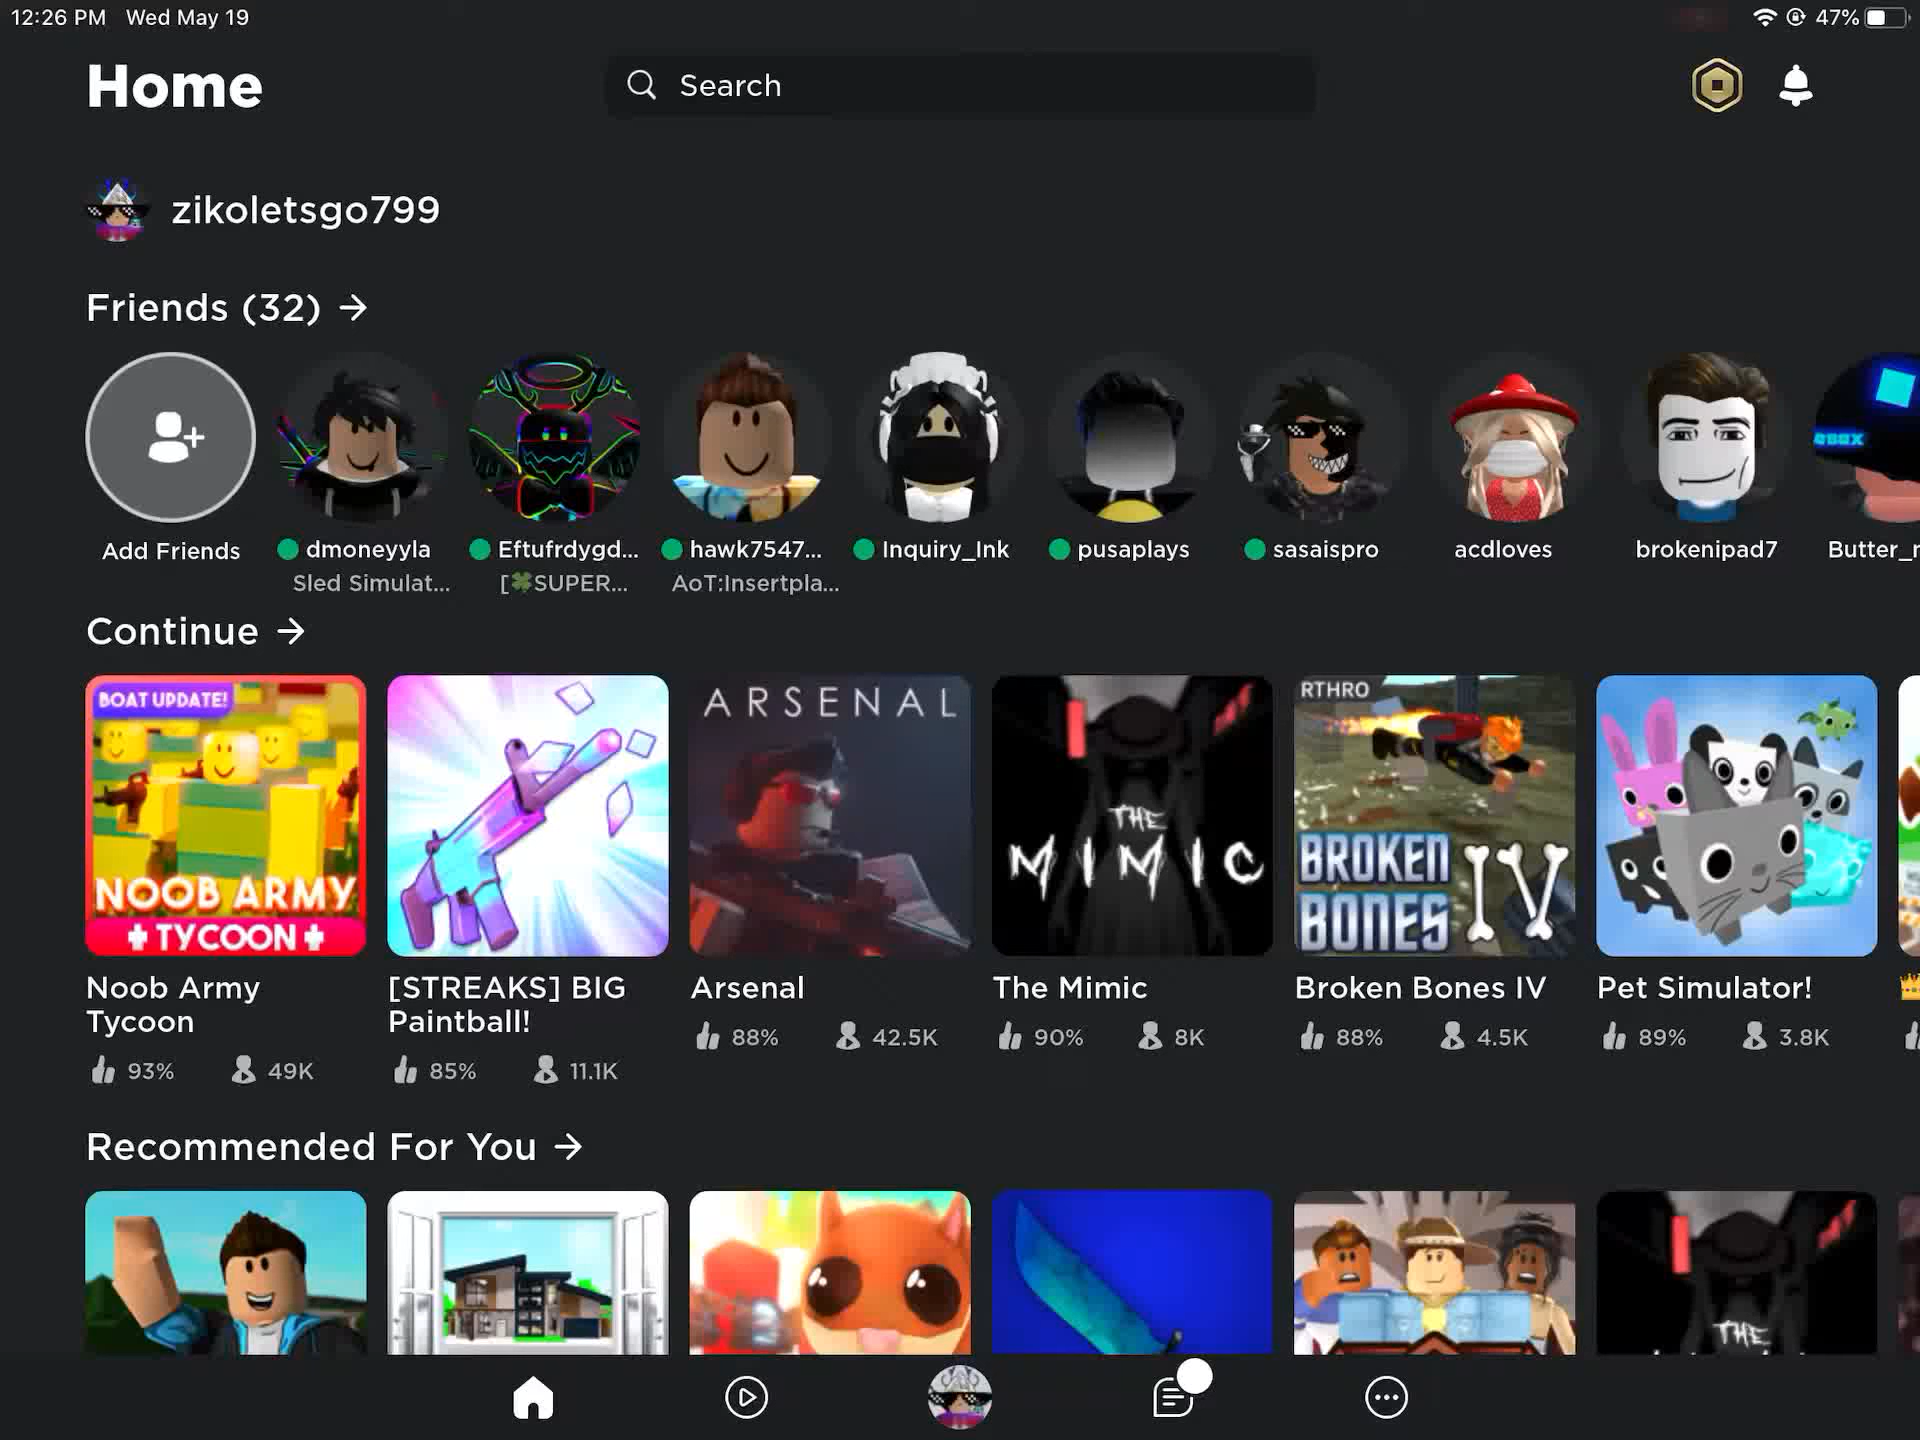 12:26 PM Wed May 19
47%
Home
Search
zikoletsgo799
Friends (32) →
Add Friends
dmoneyyla
Sled Simulat...
Eftufrdygd...
[🍀SUPER...
hawk7547...
AoT:Insertpla...
Inquiry_Ink
pusaplays
sasaispro
acdloves
brokenipad7
Butter_
Continue →
BOAT UPDATE!
NOOB ARMY
TYCOON
ARSENAL
THE
MIMIC
RTHRO
BROKEN
BONES
IV
Noob Army
Tycoon
93% 49K
[STREAKS] BIG
Paintball!
85% 11.1K
Arsenal
88% 42.5K
The Mimic
90% 8K
Broken Bones IV
88% 4.5K
Pet Simulator!
89% 3.8K
Recommended For You →
THE